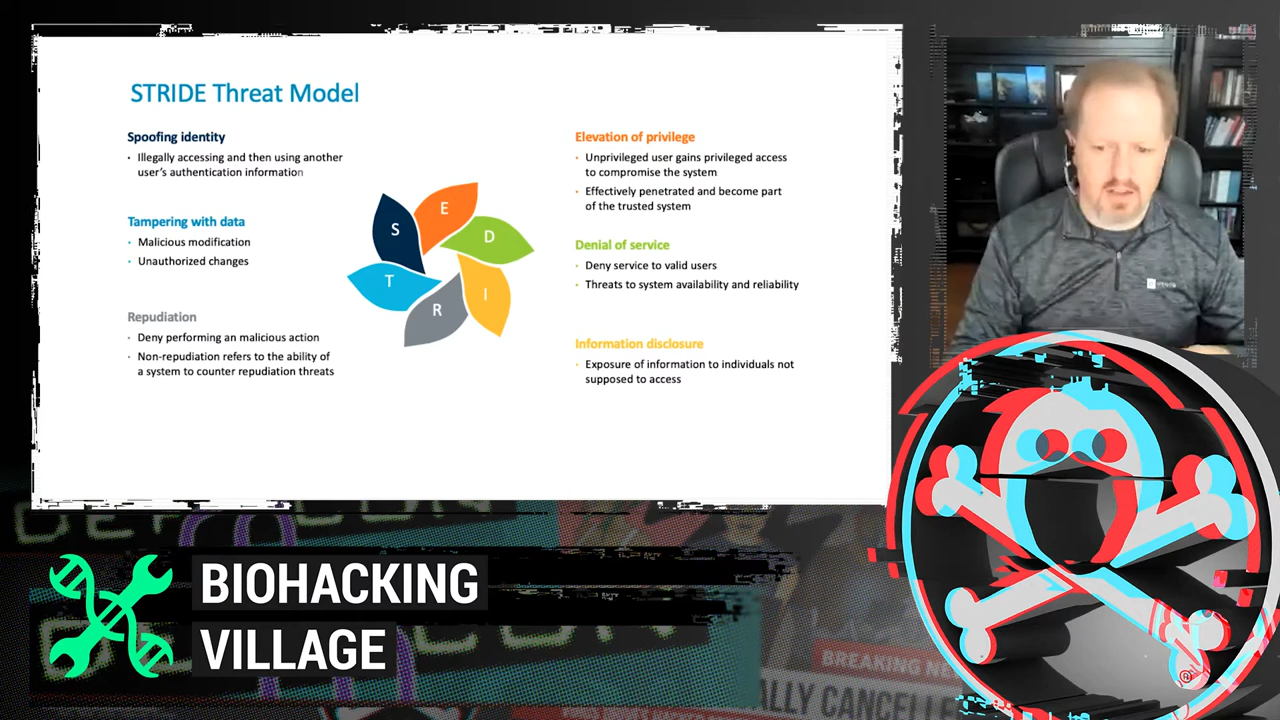 STRIDE Threat Model
Spoofing identity
• Illegally accessing and then using another
user's authentication information
Tampering with data
• Malicious modification
• Unauthorized changes
Repudiation
• Deny performing an malicious action
• Non-repudiation refers to the ability of
a system to counter repudiation threats
S
E
D
T
R
I
Elevation of privilege
• Unprivileged user gains privileged access
to compromise the system
• Effectively penetrated and become part
of the trusted system
Denial of service
• Deny service to valid users
• Threats to system availability and reliability
Information disclosure
• Exposure of information to individuals not
supposed to access
BIOHACKING
VILLAGE
BREAKING NE
ALLY CANCELLE